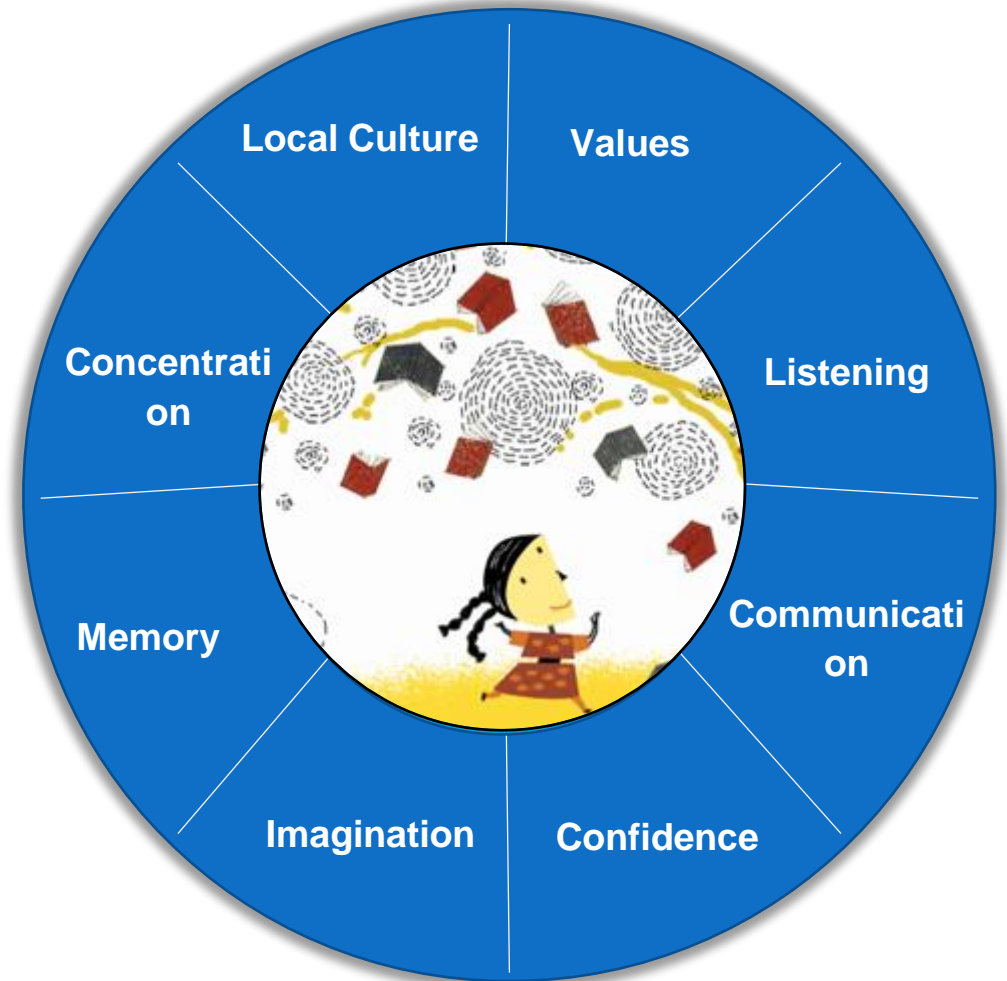 Local Culture
Values
Concentrati
on
Listening
Memory
Communicati
on
Imagination
Confidence